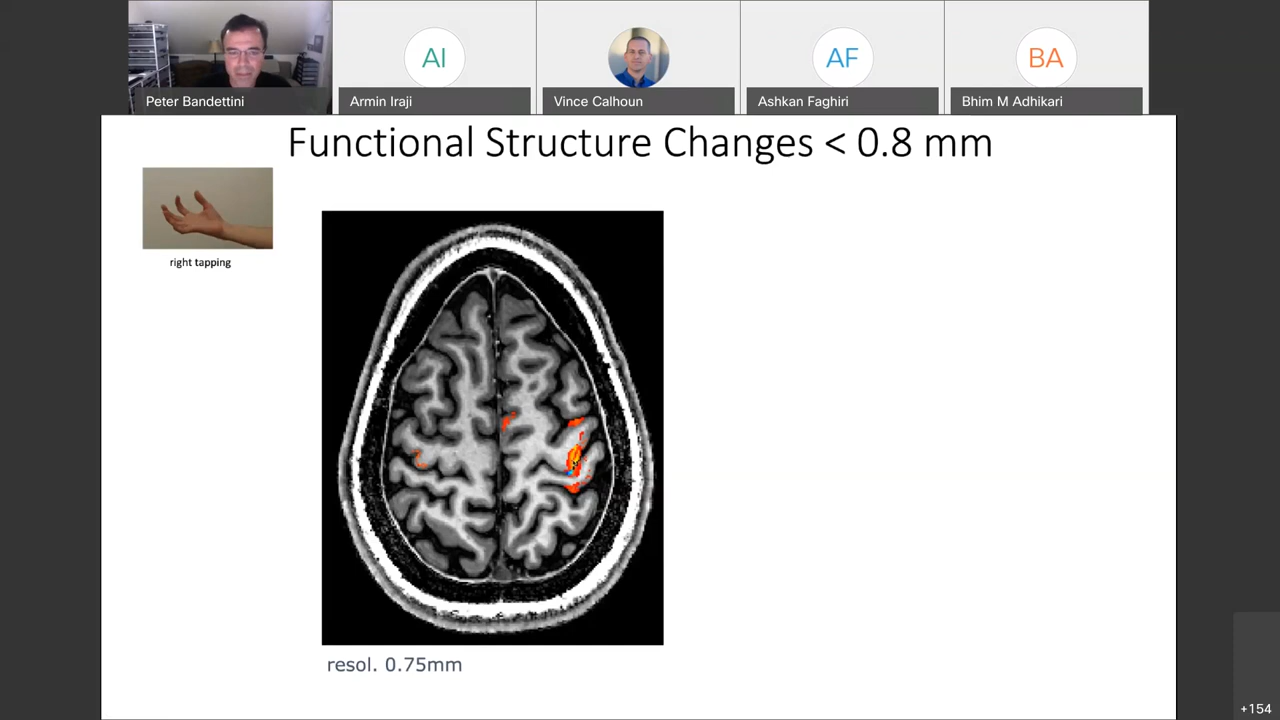 Peter Bandettini
AI
Armin Iraji
Vince Calhoun
AF
Ashkan Faghiri
BA
Bhim M Adhikari
Functional Structure Changes < 0.8 mm
right tapping
resol. 0.75mm
+154